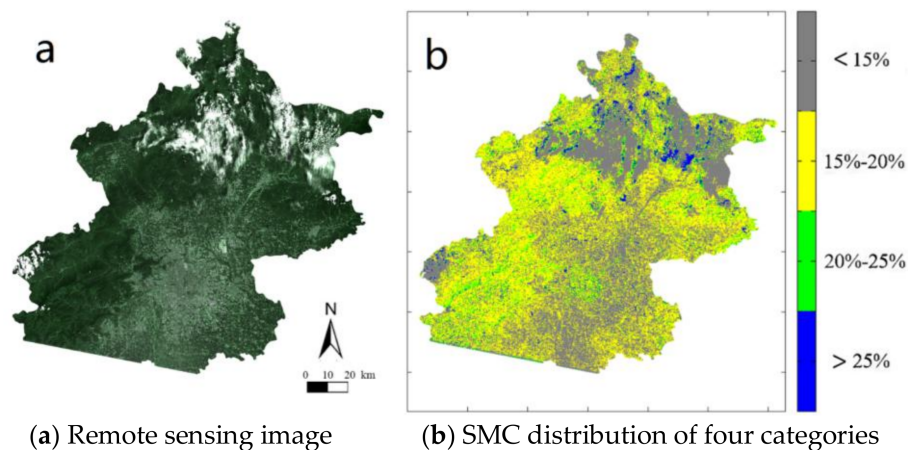 a
b
< 15%
15%-20%
20%-25%
> 25%
N
0 10 20 km
(a) Remote sensing image
(b) SMC distribution of four categories